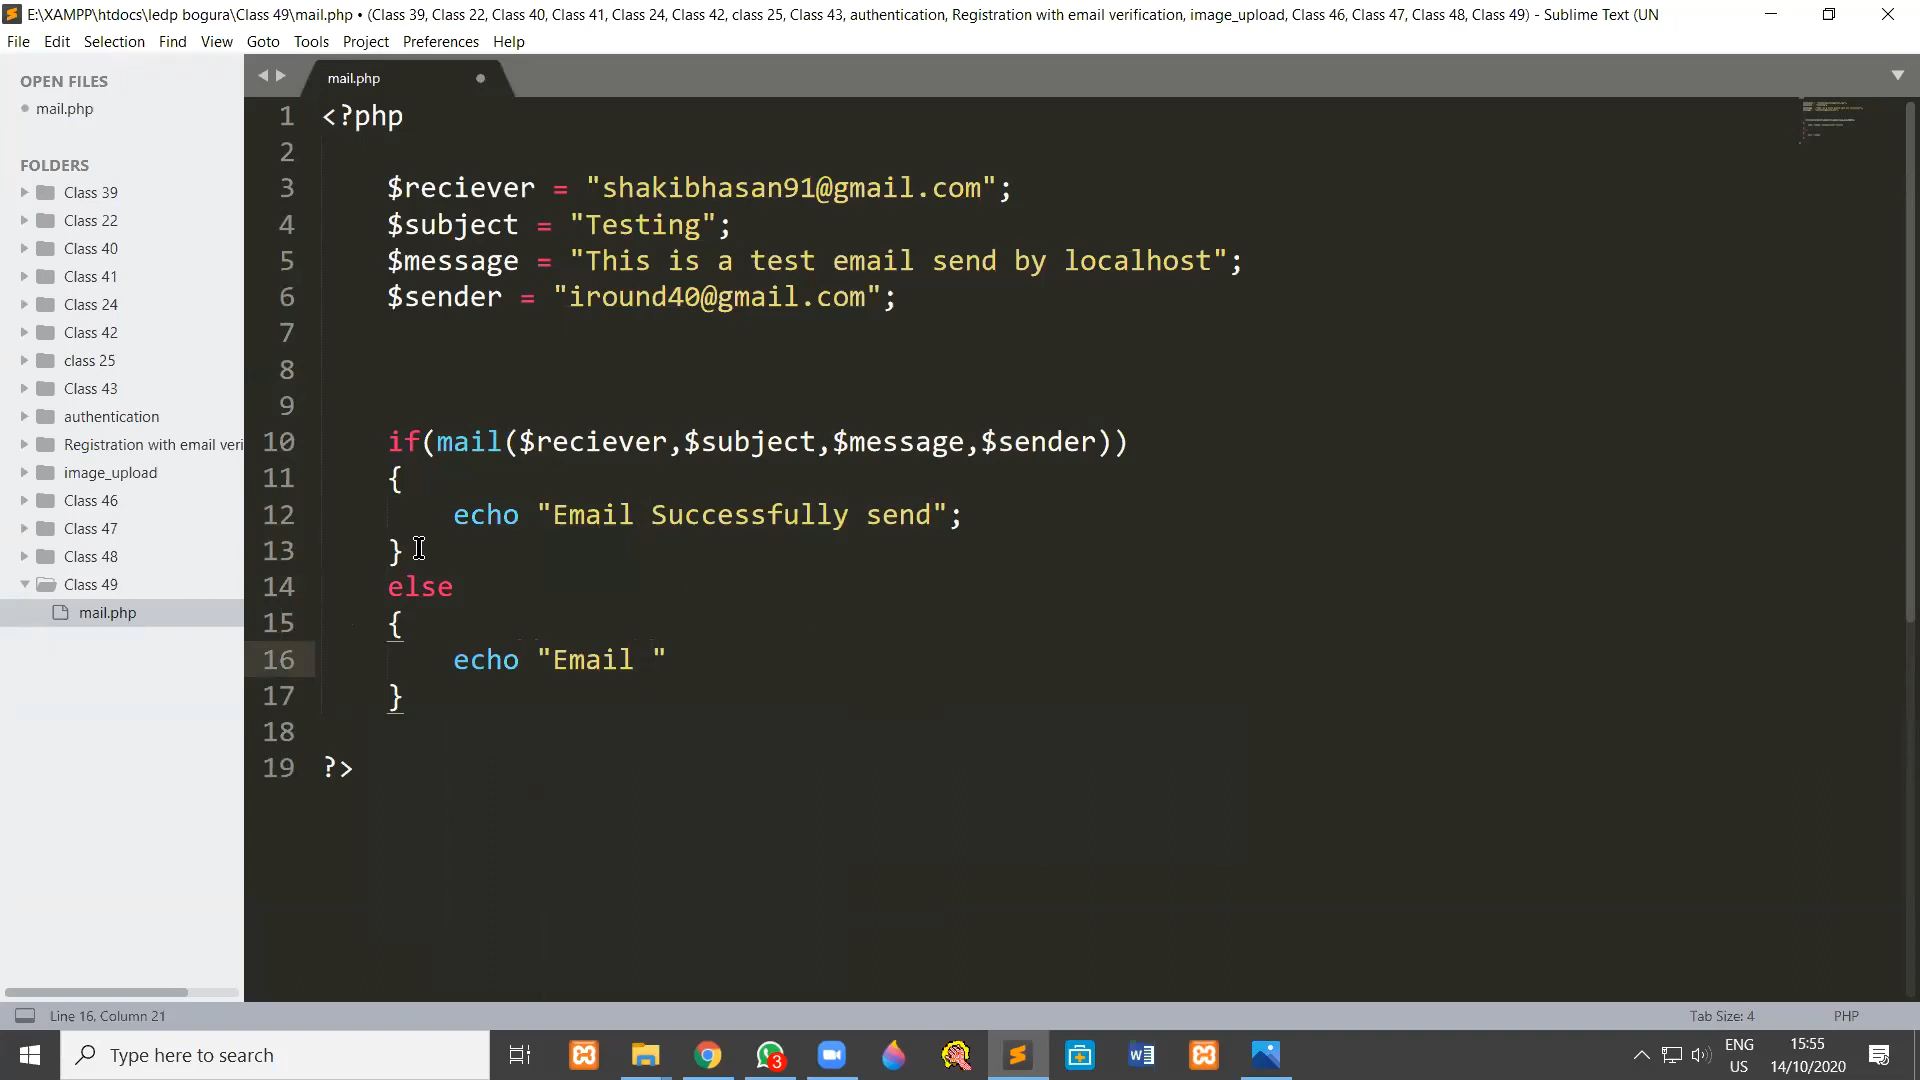 E:\XAMPP\htdocs\ledp bogura\Class 49\mail.php • (Class 39, Class 22, Class 40, Class 41, Class 24, Class 42, class 25, Class 43, authentication, Registration with email verification, image_upload, Class 46, Class 47, Class 48, Class 49) - Sublime Text (UN
File Edit Selection Find View Goto Tools Project Preferences Help
OPEN FILES
mail.php
FOLDERS
Class 39
Class 22
Class 40
Class 41
Class 24
Class 42
class 25
Class 43
authentication
Registration with email veri
image_upload
Class 46
Class 47
Class 48
Class 49
mail.php
mail.php
1 <?php
2
3 $reciever = "shakibhasan91@gmail.com";
4 $subject = "Testing";
5 $message = "This is a test email send by localhost";
6 $sender = "iround40@gmail.com";
7
8
9
10 if(mail($reciever,$subject,$message,$sender))
11 {
12 echo "Email Successfully send";
13 }
14 else
15 {
16 echo "Email "
17 }
18
19 ?>
Line 16, Column 21 Tab Size: 4 PHP
Type here to search
3
ENG
US
15:55
14/10/2020